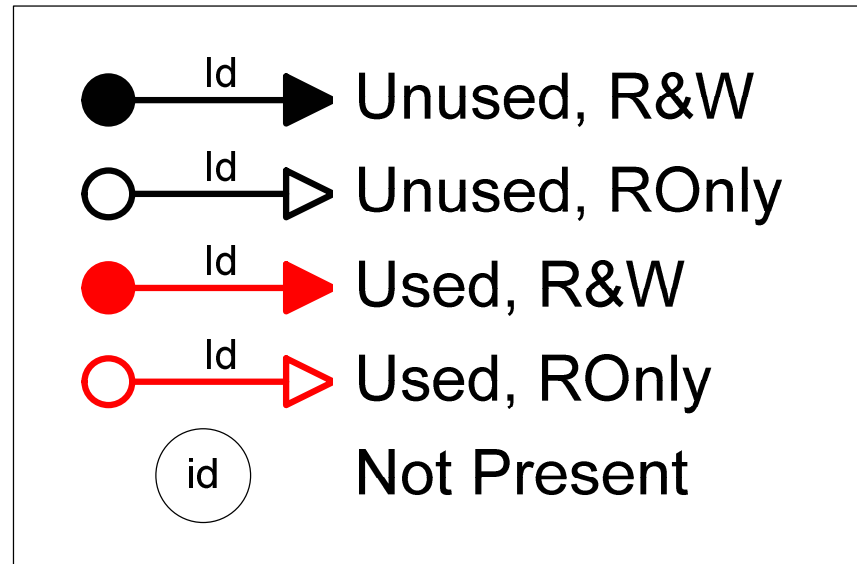 Id Unused, R&W
Id Unused, ROnly
Id Used, R&W
Id Used, ROnly
id Not Present